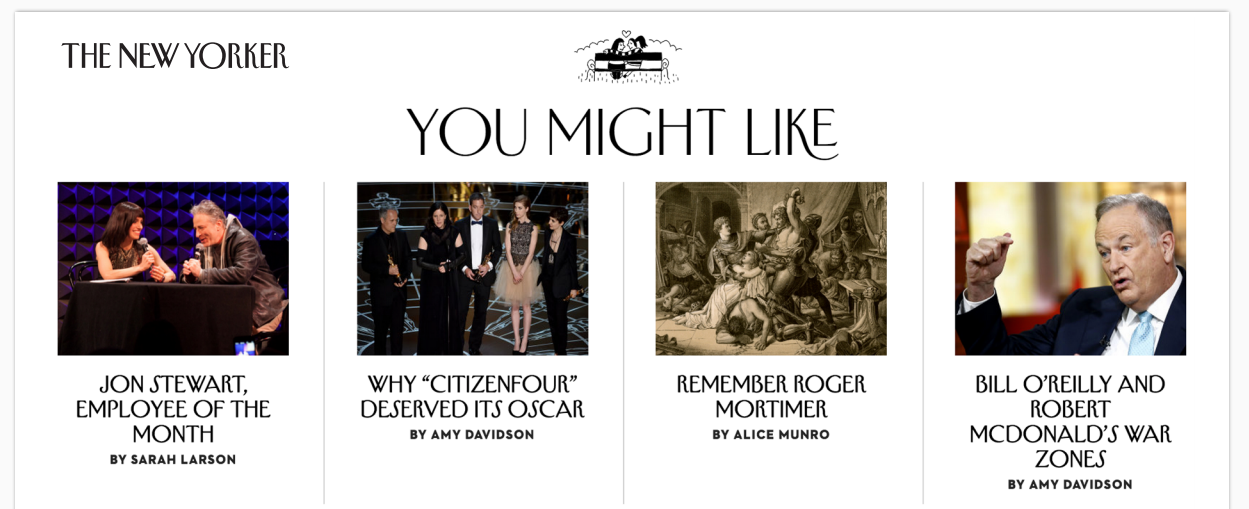 THE NEW YORKER
YOU MIGHT LIKE
JON STEWART,
EMPLOYEE OF THE
MONTH
BY SARAH LARSON
WHY “CITIZENFOUR”
DESERVED ITS OSCAR
BY AMY DAVIDSON
REMEMBER ROGER
MORTIMER
BY ALICE MUNRO
BILL O’REILLY AND
ROBERT
MCDONALD’S WAR
ZONES
BY AMY DAVIDSON